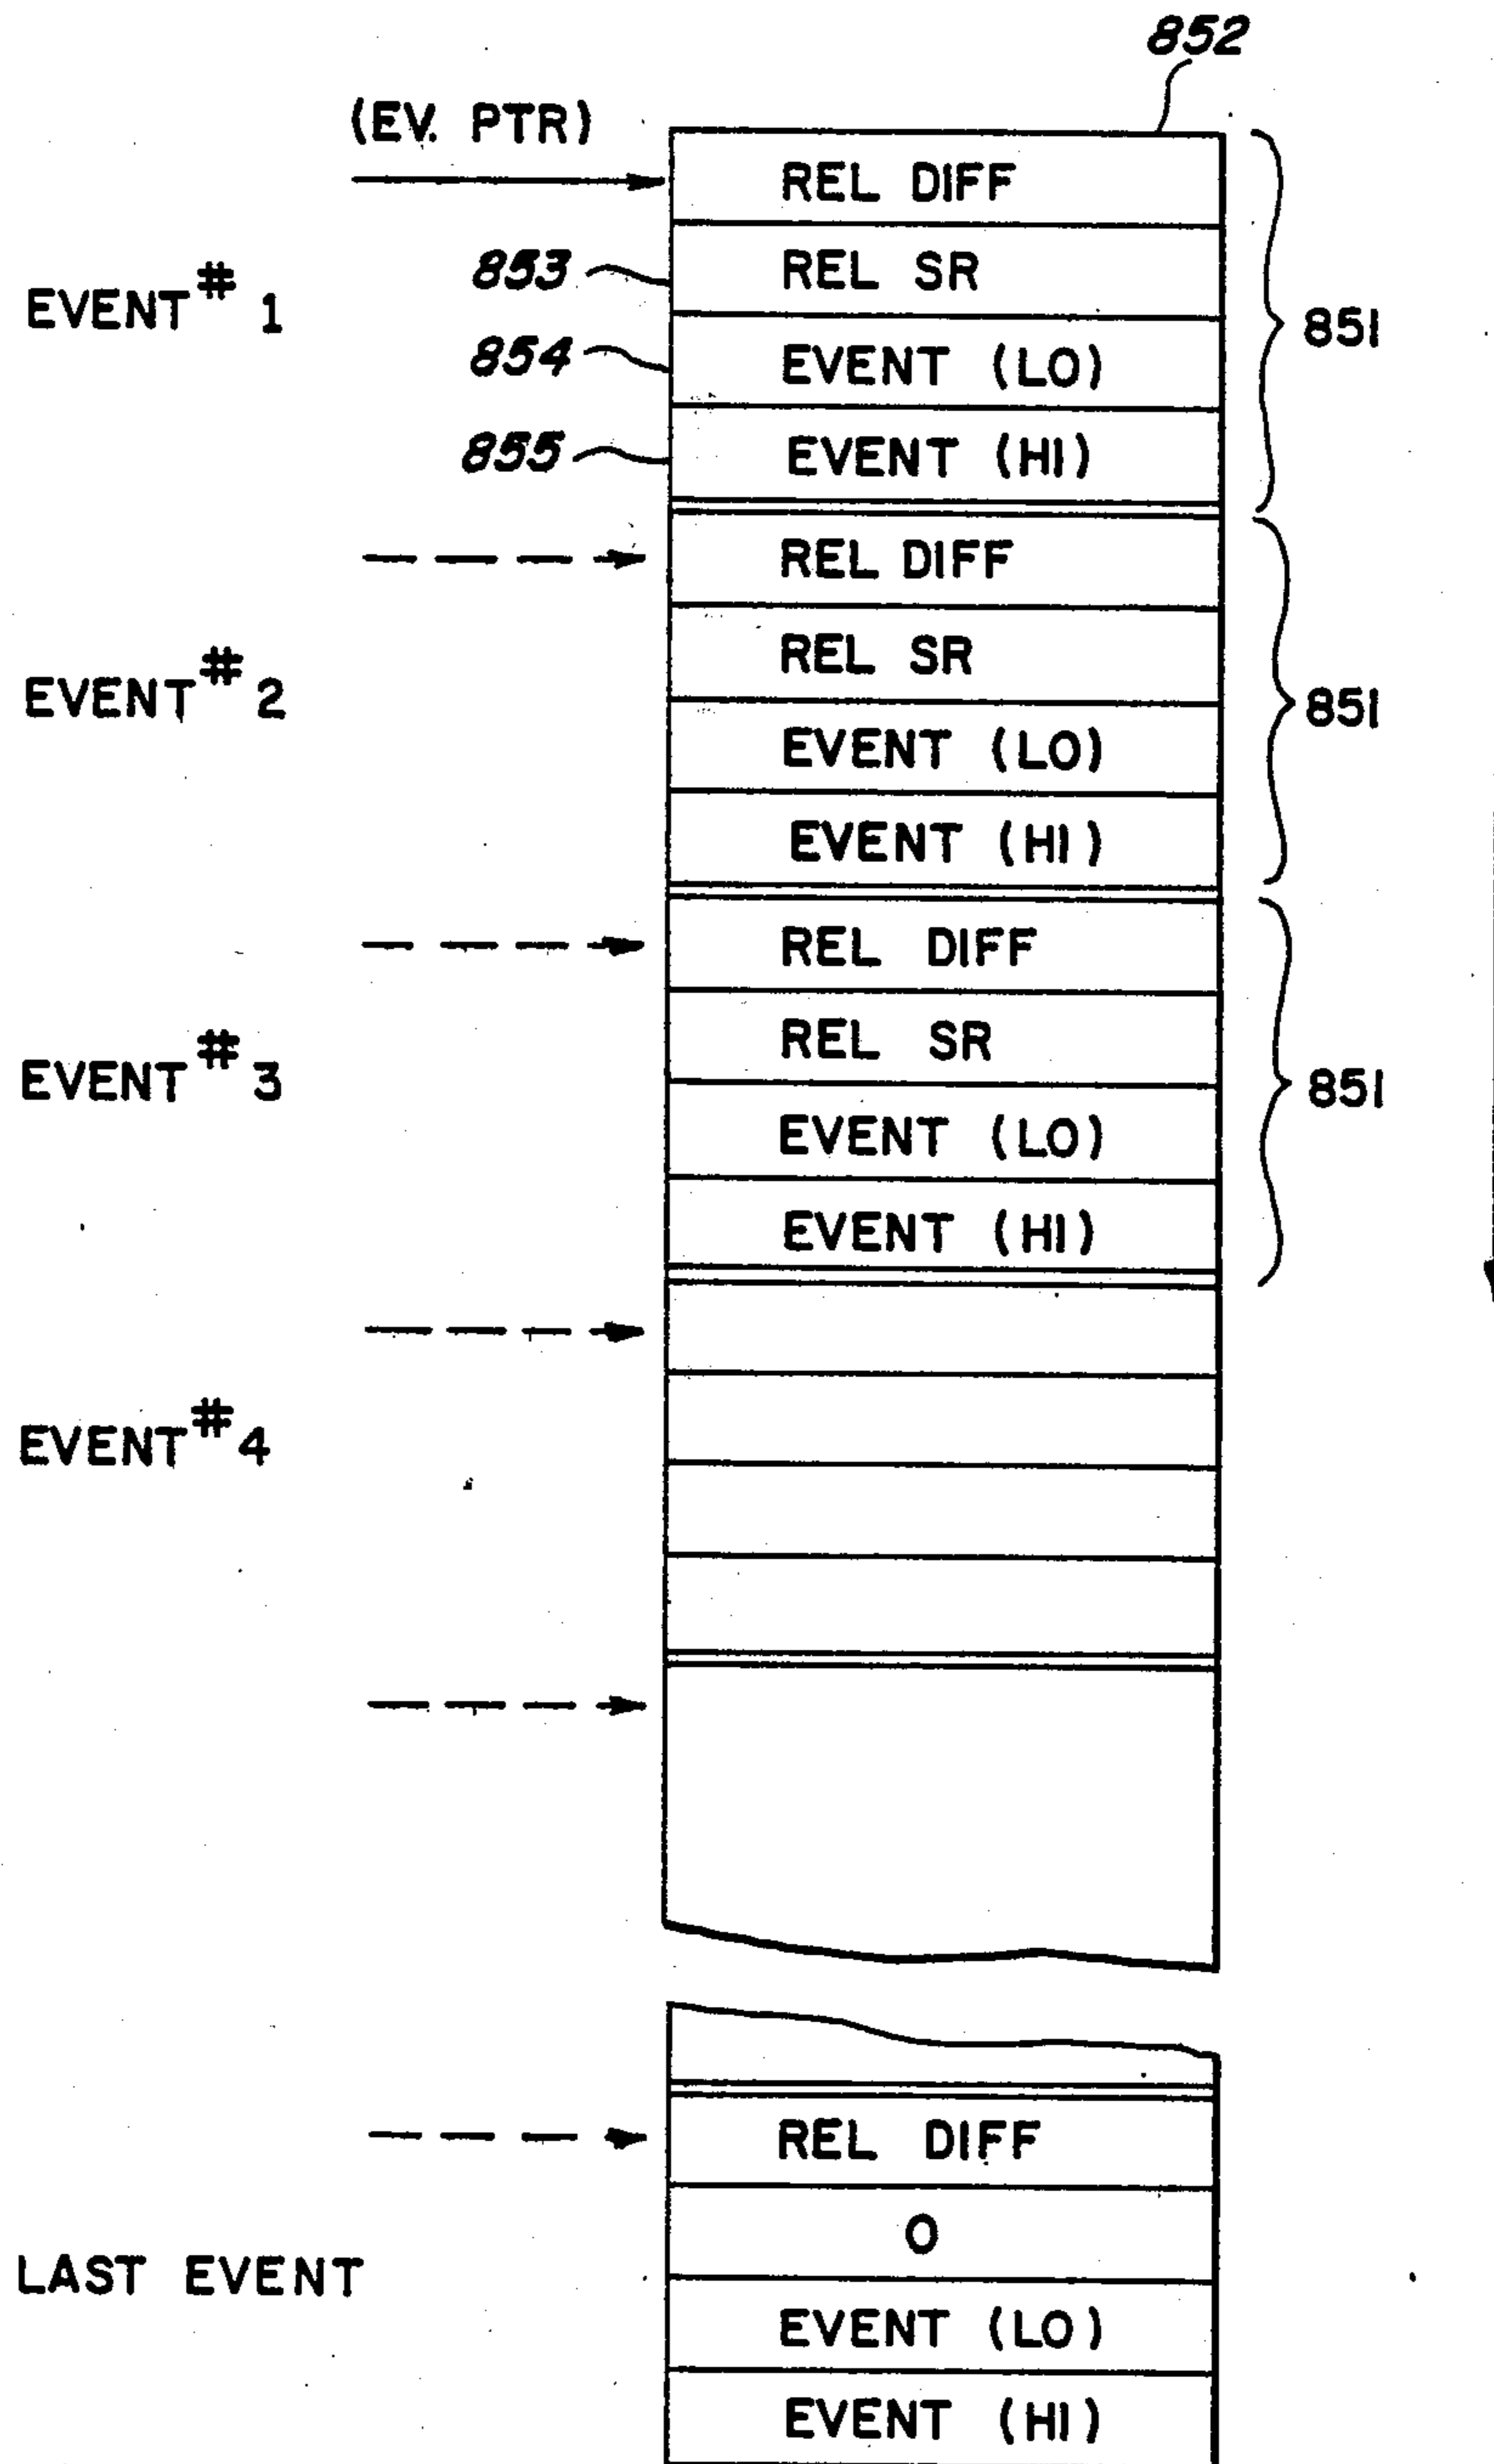 852
(EV. PTR)
REL DIFF
853
REL SR
EVENT # 1
851
854
EVENT (LO)
855
EVENT (HI)
REL DIFF
REL SR
EVENT # 2
851
EVENT (LO)
EVENT (HI)
REL DIFF
REL SR
EVENT # 3
851
EVENT (LO)
EVENT (HI)
EVENT # 4
REL DIFF
0
LAST EVENT
EVENT (LO)
EVENT (HI)